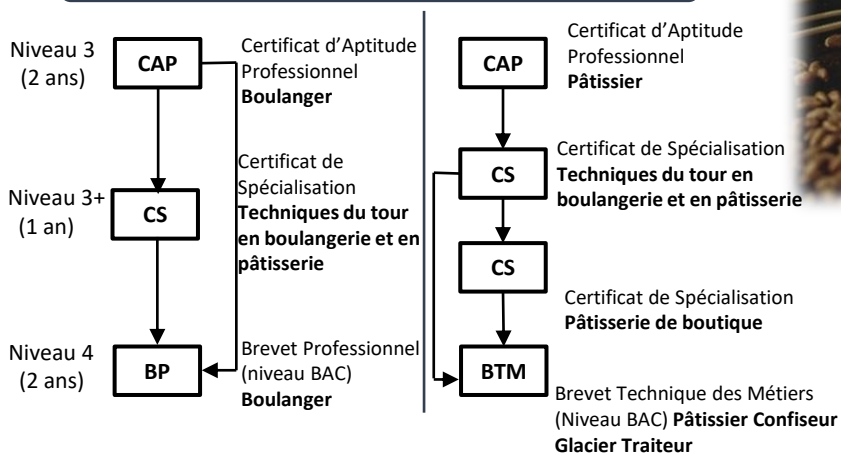 Niveau 3
(2 ans)
CAP
Certificat d’Aptitude
Professionnel
Boulanger
Niveau 3+
(1 an)
CS
Certificat de
Spécialisation
Techniques du tour
en boulangerie et en
pâtisserie
Niveau 4
(2 ans)
BP
Brevet Professionnel
(niveau BAC)
Boulanger
CAP
Certificat d’Aptitude
Professionnel
Pâtissier
CS
Certificat de Spécialisation
Techniques du tour en
boulangerie et en pâtisserie
CS
Certificat de Spécialisation
Pâtisserie de boutique
BTM
Brevet Technique des Métiers
(Niveau BAC) Pâtissier Confiseur
Glacier Traiteur